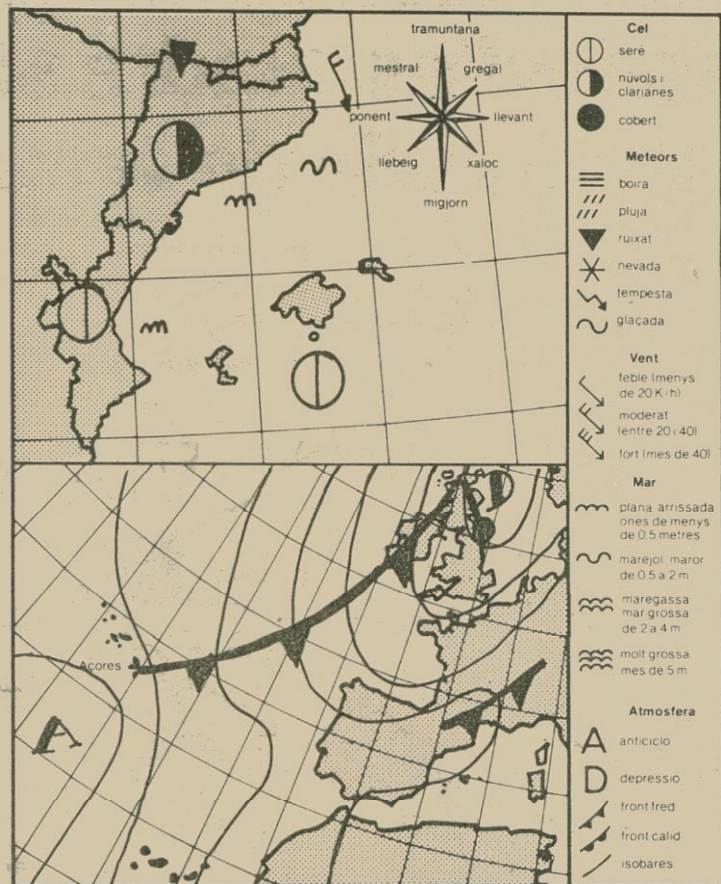 tramuntana
mestral
gregal
ponent
llevant
llebeig
xaloc
migjorn
Açores
A
D
Cel
serè
núvols i
clarianes
cobert
Meteors
boira
pluja
ruixat
nevada
tempesta
glaçada
Vent
feble (menys
de 20 K/h)
moderat
(entre 20 i 40)
fort (mes de 40)
Mar
plana arrissada
ones de menys
de 0.5 metres
marejol maror
de 0.5 a 2 m
maregassa
mar grossa
de 2 a 4 m
molt grossa
mes de 5 m
Atmosfera
A anticiclo
D depressio
front fred
front calid
isobares